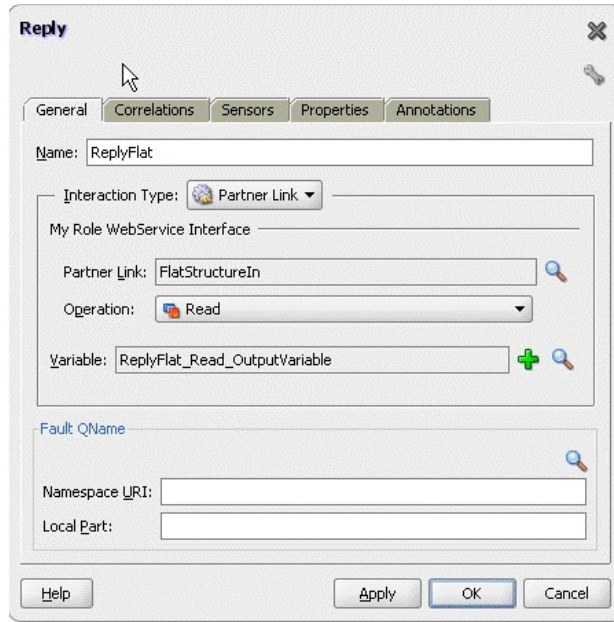 Reply
General Correlations Sensors Properties Annotations
Name: ReplyFlat
Interaction Type: Partner Link
My Role WebService Interface
Partner Link: FlatStructureIn
Operation: Read
Variable: ReplyFlat_Read_OutputVariable
Fault QName
Namespace URI:
Local Part:
Help Apply OK Cancel